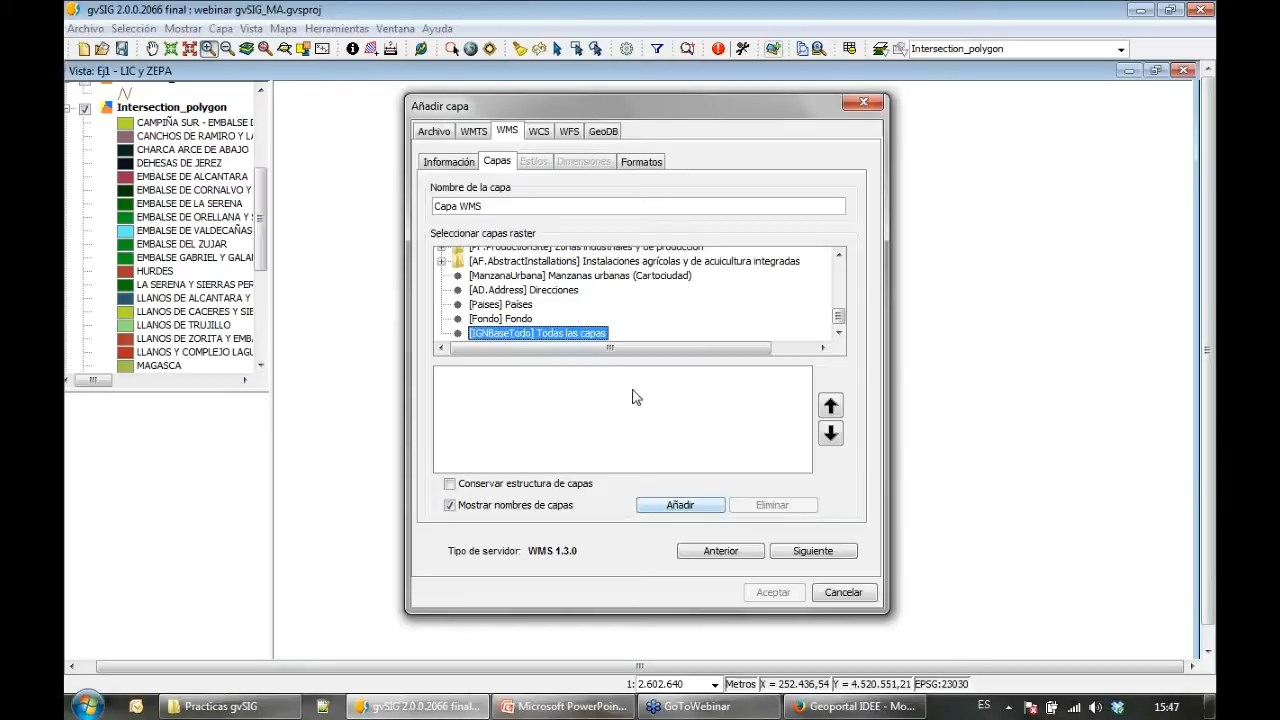 gvSIG 2.0.0.2066 final : webinar gvSIG_MA.gvsproj
Archivo Selección Mostrar Capa Vista Mapa Herramientas Ventana Ayuda
Intersection_polygon
Vista: Ej1 - LIC y ZEPA
Intersection_polygon
CAMPIÑA SUR - EMBALSE D
CANCHOS DE RAMIRO Y LA
CHARCA ARCE DE ABAJO
DEHESAS DE JEREZ
EMBALSE DE ALCANTARA
EMBALSE DE CORNALVO Y
EMBALSE DE LA SERENA
EMBALSE DE ORELLANA Y S
EMBALSE DE VALDECAÑAS
EMBALSE DEL ZUJAR
EMBALSE GABRIEL Y GALA
HURDES
LA SERENA Y SIERRAS PER
LLANOS DE ALCANTARA Y
LLANOS DE CACERES Y SIE
LLANOS DE TRUJILLO
LLANOS DE ZORITA Y EMB
LLANOS Y COMPLEJO LAGU
MAGASCA
Añadir capa
Archivo WMTS WMS WCS WFS GeoDB
Información Capas Estilos Dimensiones Formatos
Nombre de la capa
Capa WMS
Seleccionar capas raster
[PF.ProductionSite] Zonas industriales y de producción
[AF.AbstractInstallations] Instalaciones agrícolas y de acuicultura integradas
[ManzanaUrbana] Manzanas urbanas (Cartociudad)
[AD.Address] Direcciones
[Paises] Paises
[Fondo] Fondo
[IGNBaseTodo] Todas las capas
Conservar estructura de capas
Mostrar nombres de capas
Añadir Eliminar
Tipo de servidor: WMS 1.3.0
Anterior Siguiente
Aceptar Cancelar
1: 2.602.640 Metros X = 252.436,54 Y = 4.520.551,21 EPSG:23030
Practicas gvSIG
gvSIG 2.0.0.2066 final...
Microsoft PowerPoint...
GoToWebinar
Geoportal IDEE - Mo...
ES
15:47